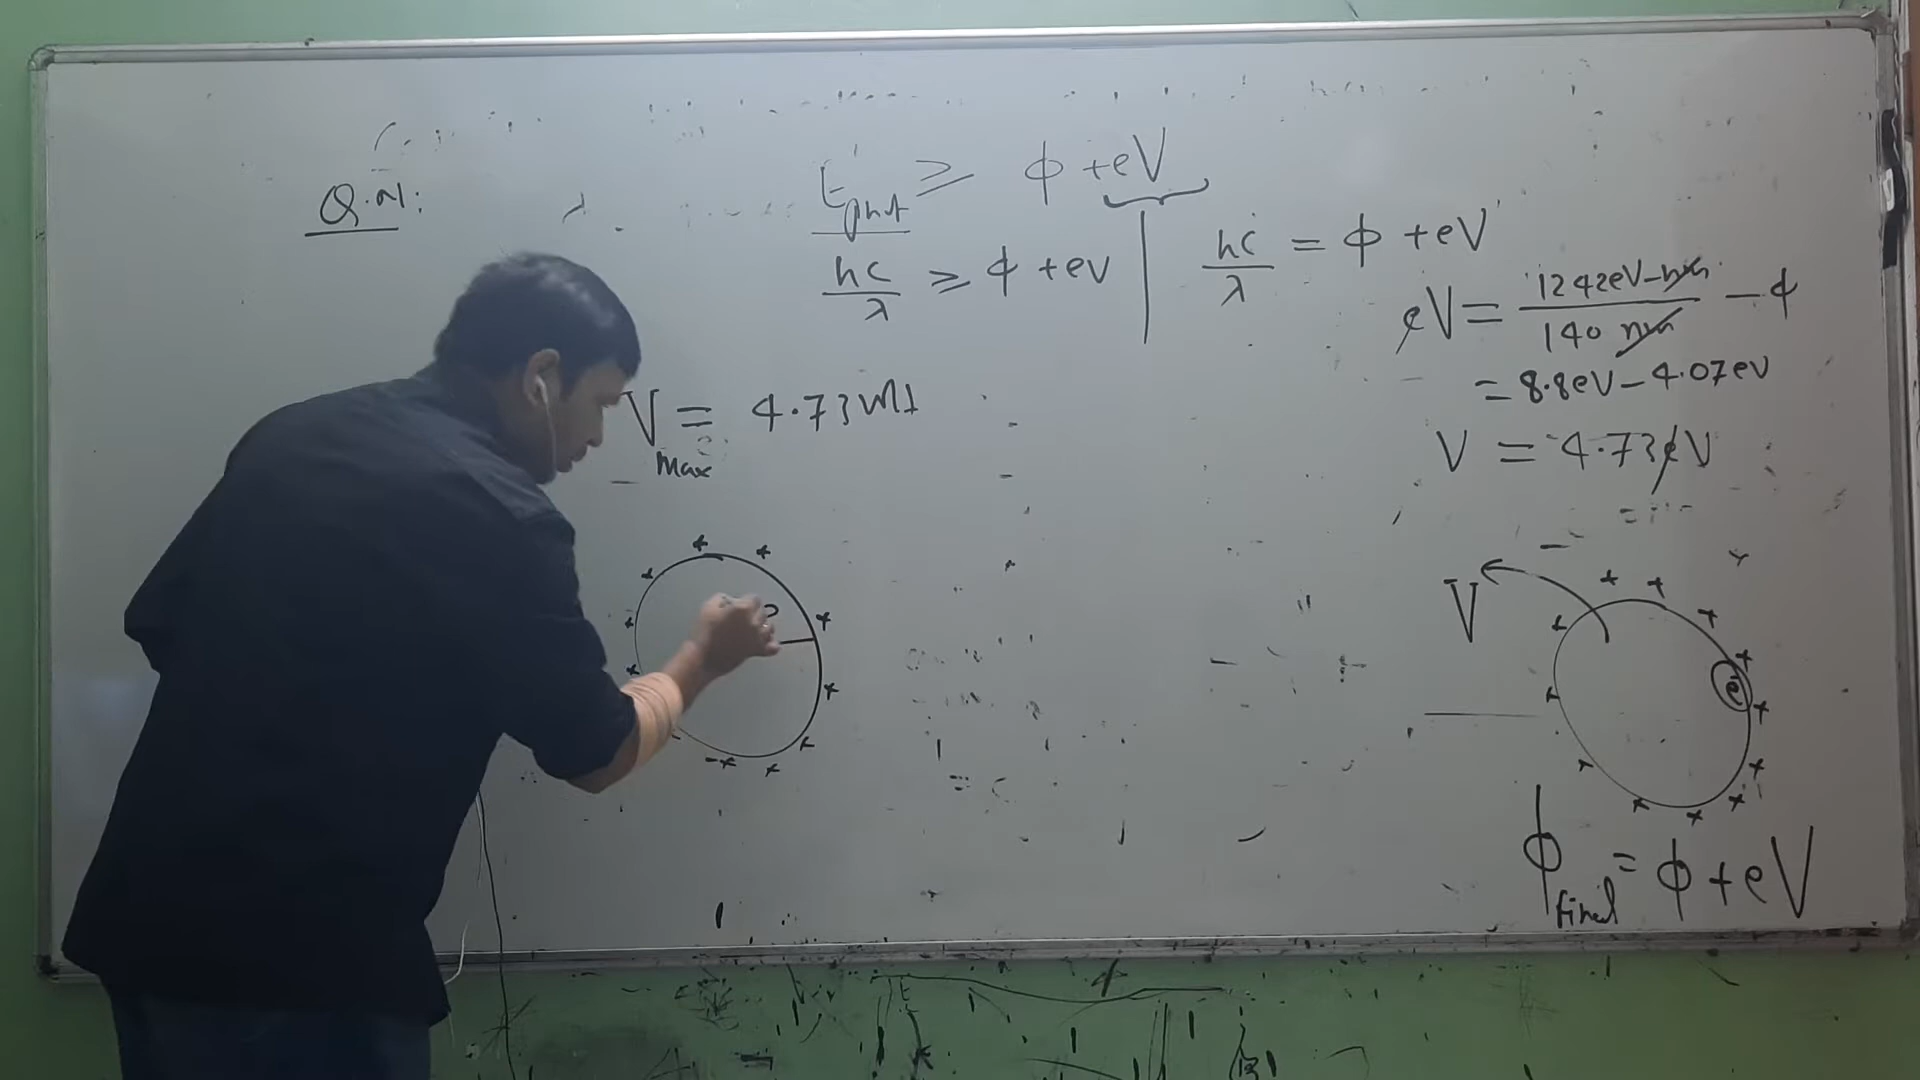 Q.N:
E_phot ≥ ϕ + eV
hc/λ ≥ ϕ + eV
V_max = 4.73 volt
hc/λ = ϕ + eV
eV = 1242eV-nm/140 nm - ϕ
= 8.8eV - 4.07eV
V = 4.73eV
V
e
ϕ_final = ϕ + eV